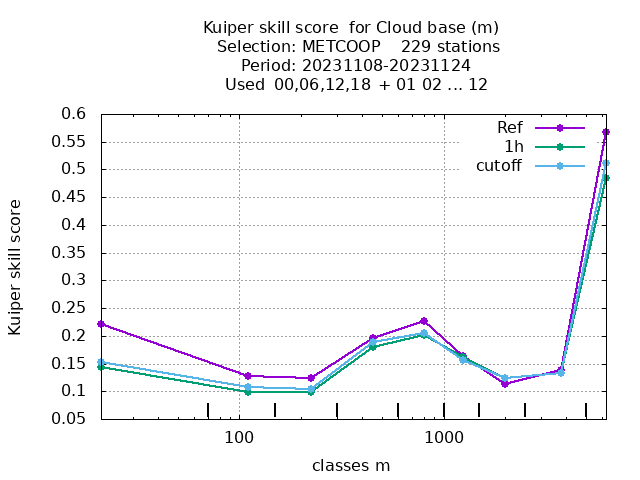 Kuiper skill score for Cloud base (m)
Selection: METCOOP 229 stations
Period: 20231108-20231124
Used 00,06,12,18 + 01 02 ... 12
Kuiper skill score
0.6
0.55
0.5
0.45
0.4
0.35
0.3
0.25
0.2
0.15
0.1
0.05
Ref
1h
cutoff
100 1000
classes m